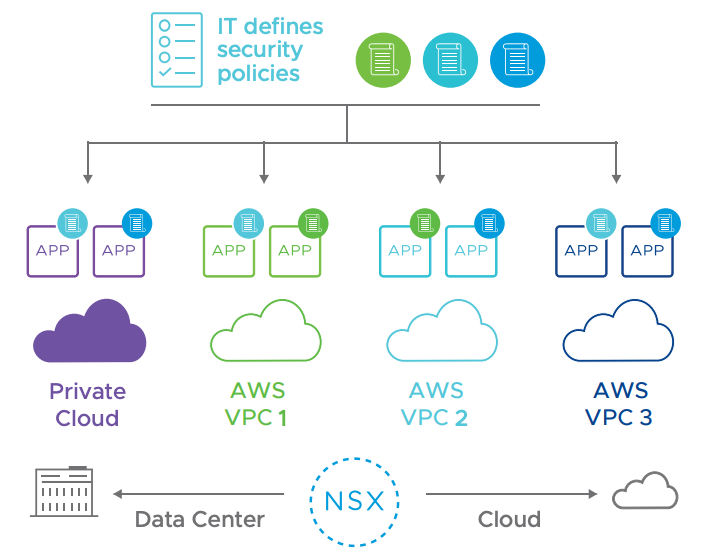 IT defines
security
policies
APP
APP
APP
APP
APP
APP
APP
APP
Private
Cloud
AWS
VPC 1
AWS
VPC 2
AWS
VPC 3
Data Center
NSX
Cloud